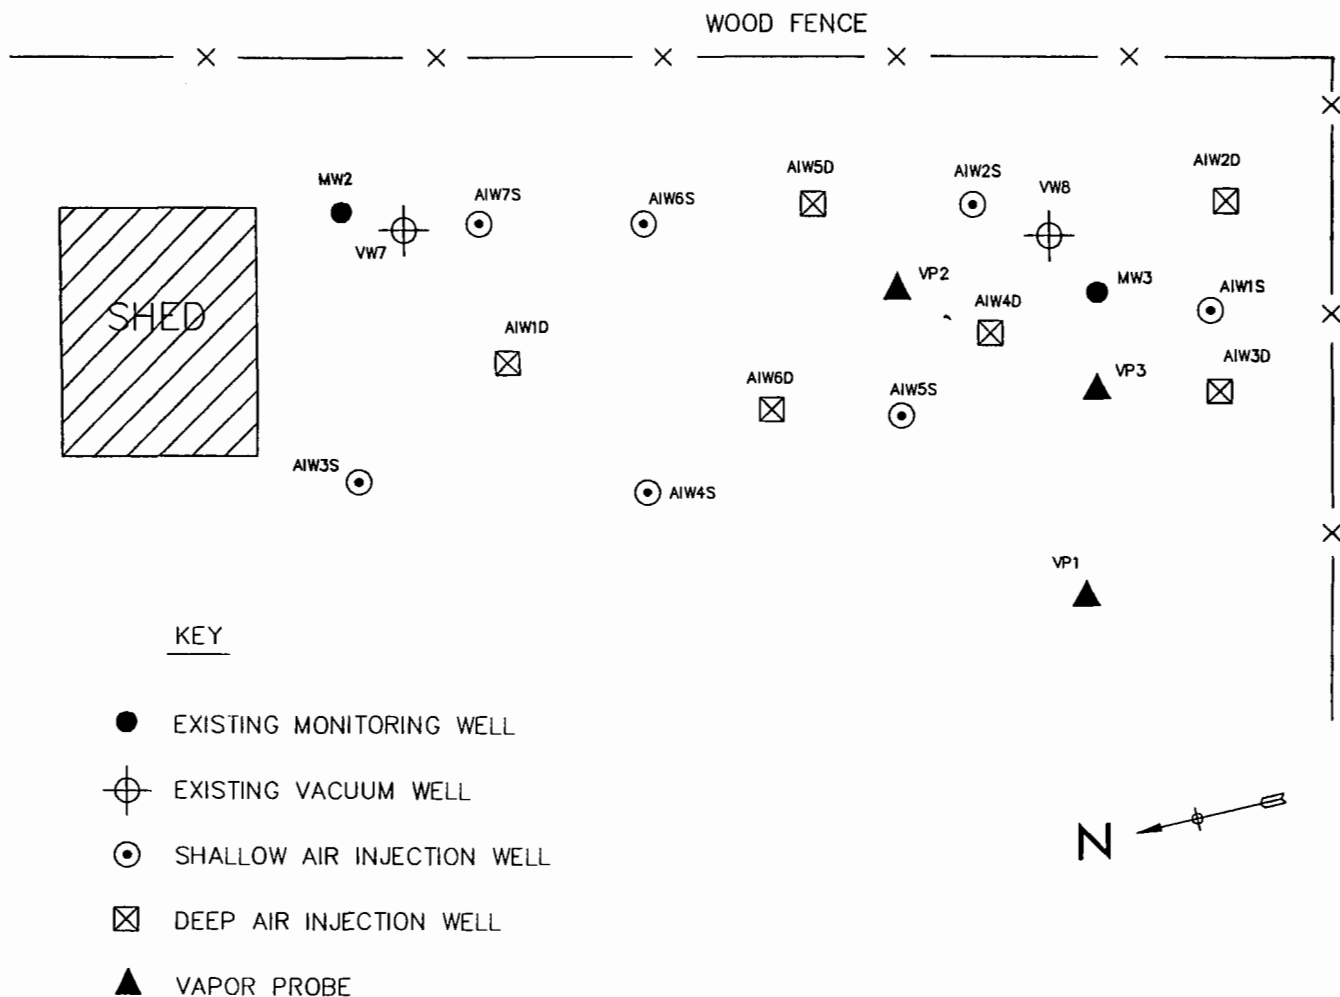 WOOD FENCE
MW2
AIW7S
AIW6S
AIW5D
AIW2S
VW8
AIW2D
VW7
VP2
MW3
AIW1S
SHED
AIW1D
AIW4D
AIW3D
AIW6D
AIW5S
VP3
AIW3S
AIW4S
VP1
KEY
EXISTING MONITORING WELL
EXISTING VACUUM WELL
N
SHALLOW AIR INJECTION WELL
DEEP AIR INJECTION WELL
VAPOR PROBE